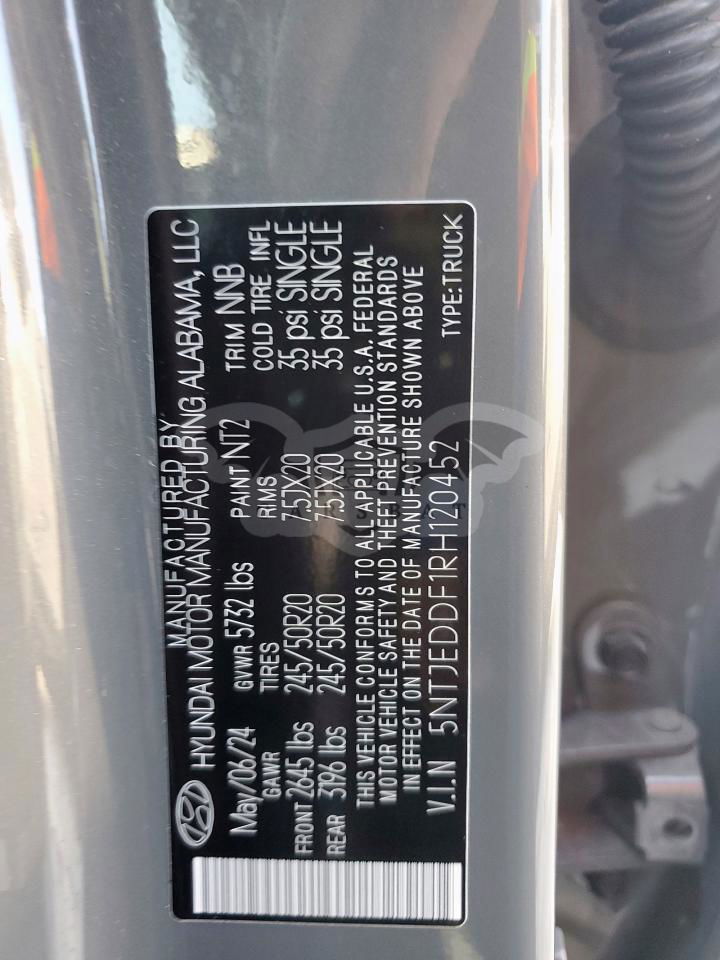 MANUFACTURED BY
HYUNDAI MOTOR MANUFACTURING ALABAMA, LLC
May/06/24 GVWR 5732 lbs PAINT NT2 TRIM NNB
GAWR TIRES RIMS COLD TIRE INFL
FRONT 2645 lbs 245/50R20 7.5JX20 35 psi SINGLE
REAR 3196 lbs 245/50R20 7.5JX20 35 psi SINGLE
THIS VEHICLE CONFORMS TO ALL APPLICABLE U.S.A. FEDERAL
MOTOR VEHICLE SAFETY AND THEFT PREVENTION STANDARDS
IN EFFECT ON THE DATE OF MANUFACTURE SHOWN ABOVE
V.I.N 5NTJEDDF1RH120452 TYPE:TRUCK